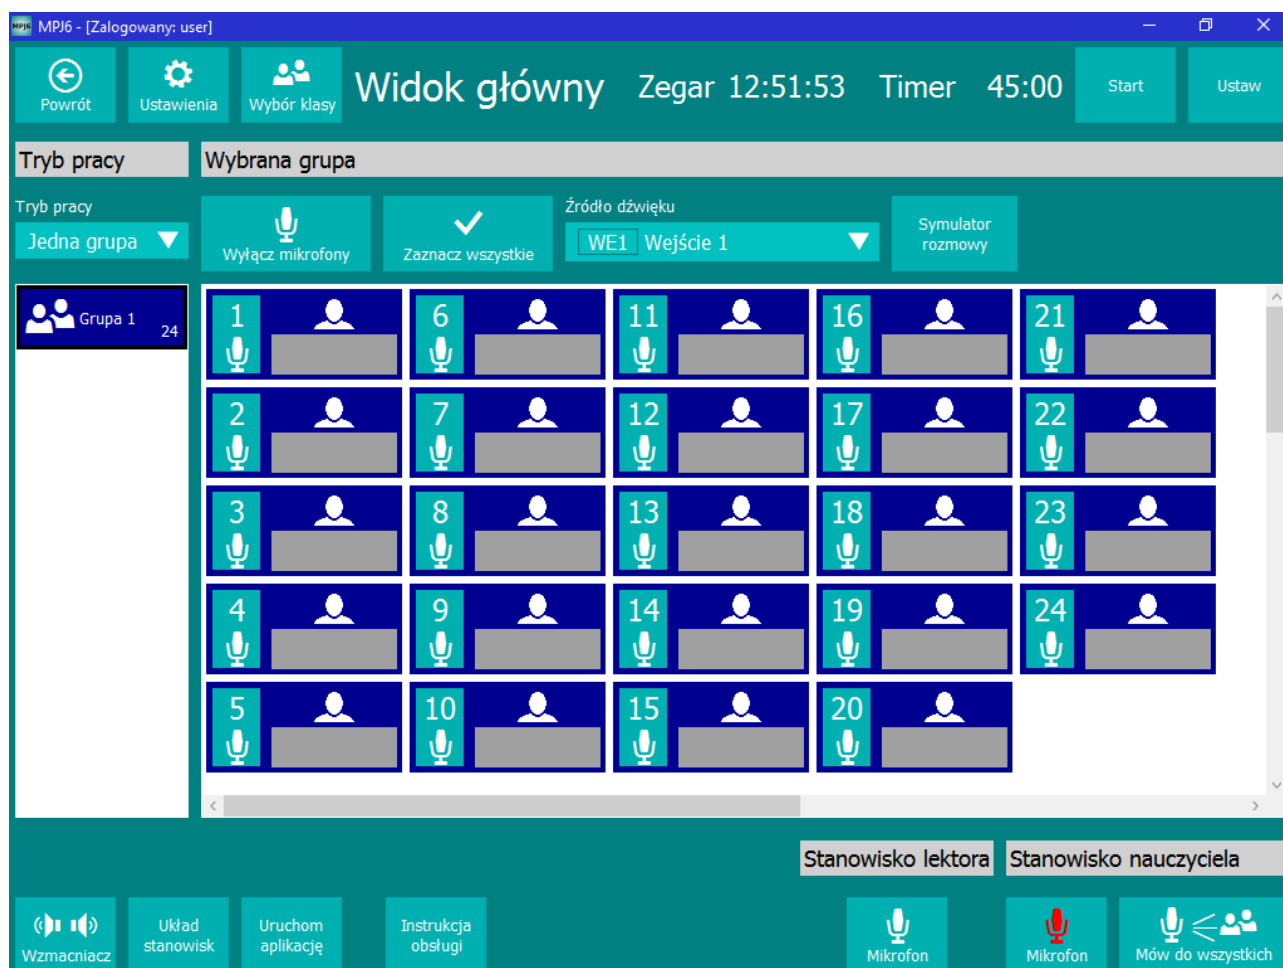 MPJ6 - [Zalogowany: user]
Powrót
Ustawienia
Wybór klasy
Widok główny
Zegar 12:51:53
Timer 45:00
Start
Ustaw
Tryb pracy
Wybrana grupa
Tryb pracy
Jedna grupa
Wyłącz mikrofony
Zaznacz wszystkie
Źródło dźwięku
WE1 Wejście 1
Symulator
rozmowy
Grupa 1
24
1
6
11
16
21
2
7
12
17
22
3
8
13
18
23
4
9
14
19
24
5
10
15
20
Stanowisko lektora
Stanowisko nauczyciela
Wzmacniacz
Układ
stanowisk
Uruchom
aplikację
Instrukcja
obsługi
Mikrofon
Mikrofon
Mów do wszystkich